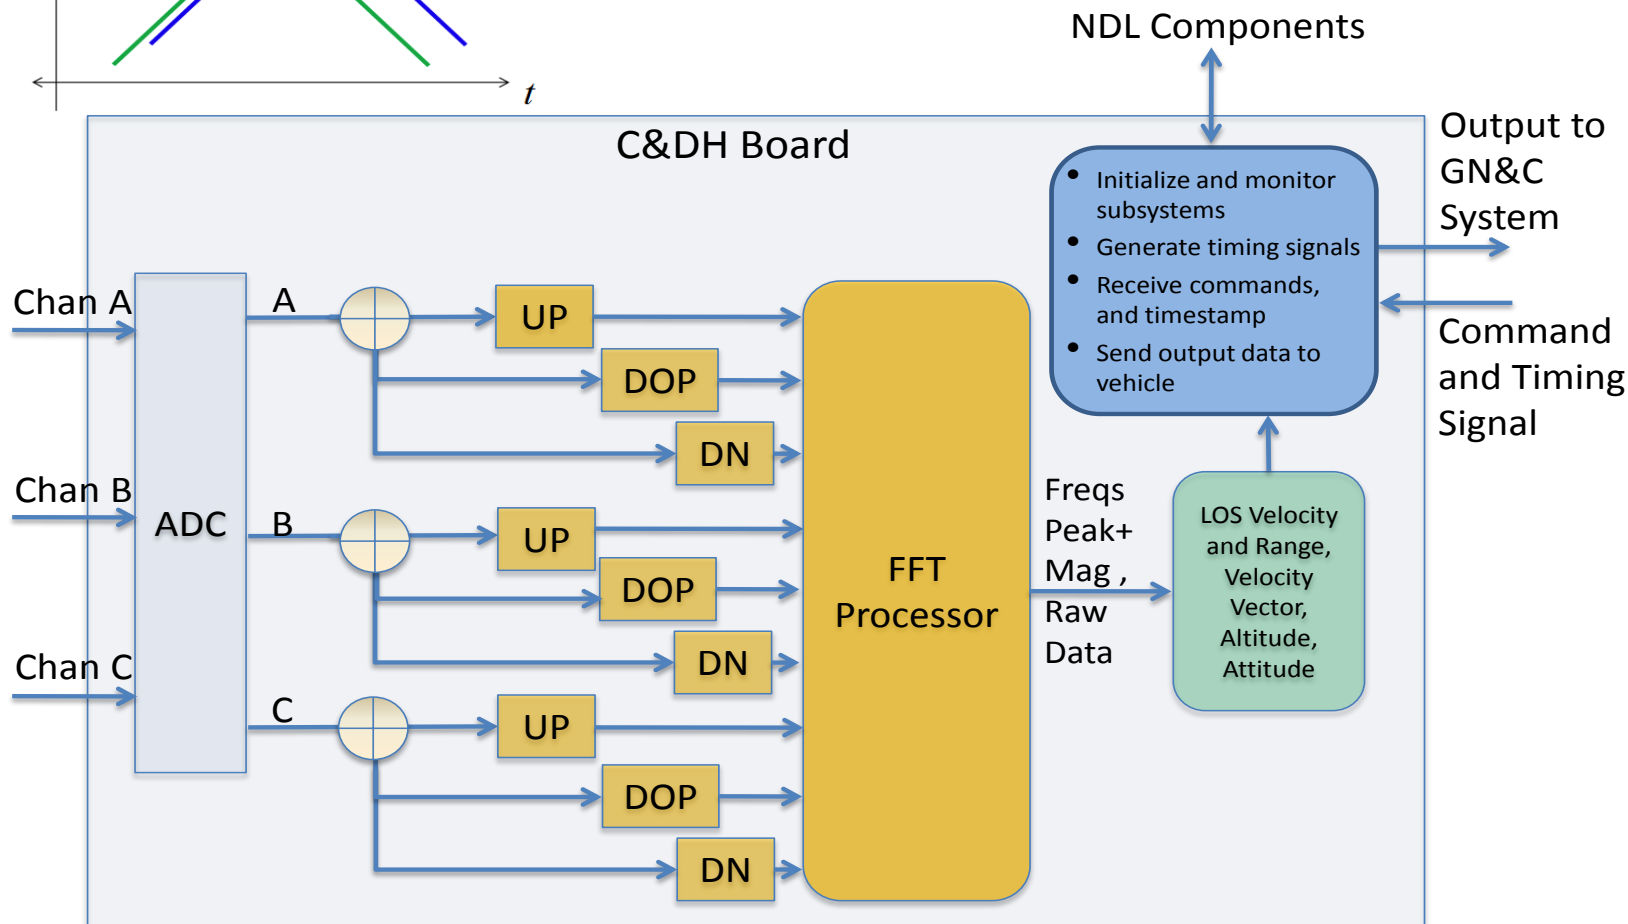 NDL Components
t
C&DH Board
Output to
GN&C
System
• Initialize and monitor
subsystems
• Generate timing signals
• Receive commands,
and timestamp
• Send output data to
vehicle
Command
and Timing
Signal
Chan A
Chan B
Chan C
ADC
A
UP
DOP
DN
B
UP
DOP
DN
C
UP
DOP
DN
FFT
Processor
Freqs
Peak+
Mag ,
Raw
Data
LOS Velocity
and Range,
Velocity
Vector,
Altitude,
Attitude